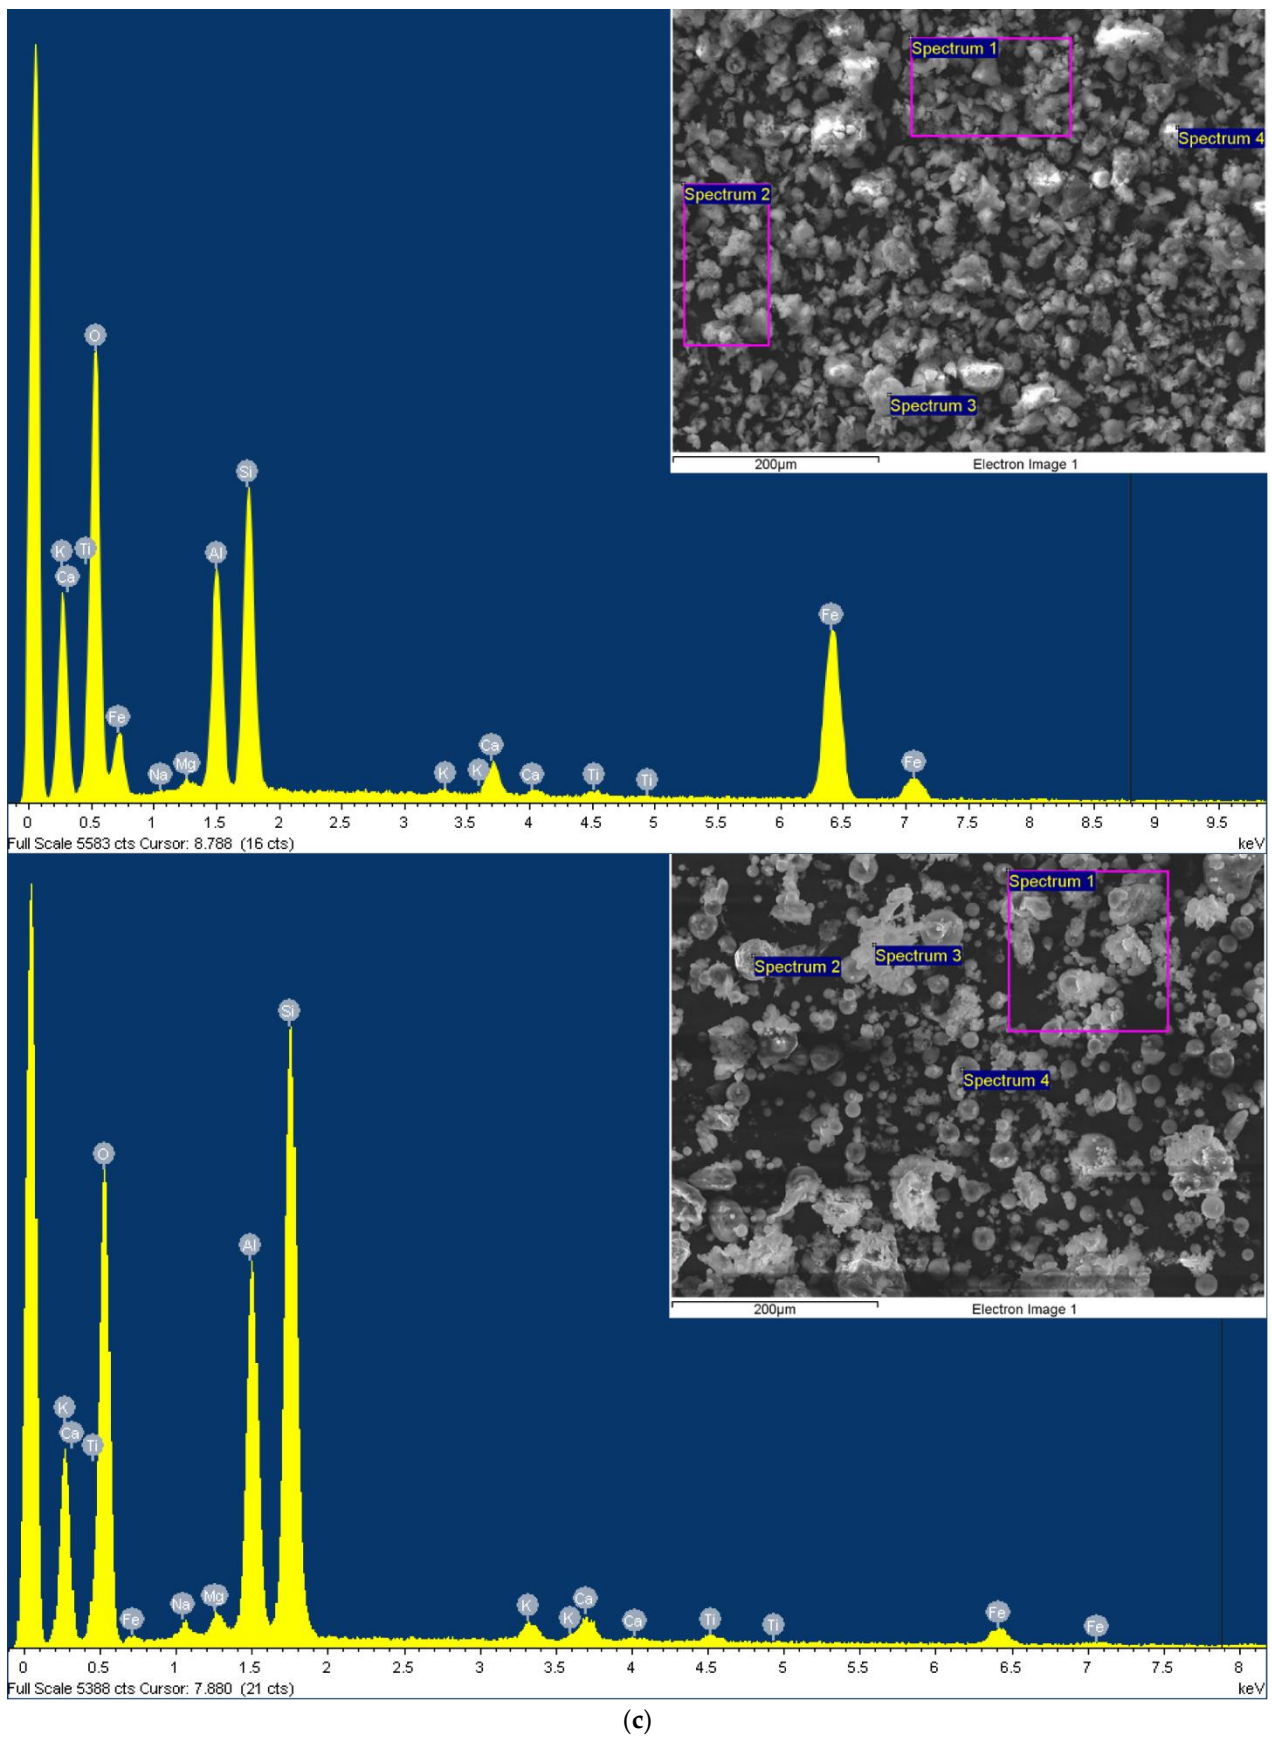 Spectrum 1
Spectrum 4
Spectrum 2
Spectrum 3
200µm Electron Image 1
O
Si
K Ti Al
Ca
Fe
Fe
Ca
Na Mg K K Ca Ti Ti Fe
0 0.5 1 1.5 2 2.5 3 3.5 4 4.5 5 5.5 6 6.5 7 7.5 8 8.5 9 9.5
Full Scale 5583 cts Cursor: 8.788 (16 cts) keV
Spectrum 1
Spectrum 3
Spectrum 2
Spectrum 4
200µm Electron Image 1
Si
O
Al
K
Ca
Ti
Fe Na Mg K K Ca Ca Ti Ti Fe Fe
0 0.5 1 1.5 2 2.5 3 3.5 4 4.5 5 5.5 6 6.5 7 7.5 8
Full Scale 5388 cts Cursor: 7.880 (21 cts) keV
(c)